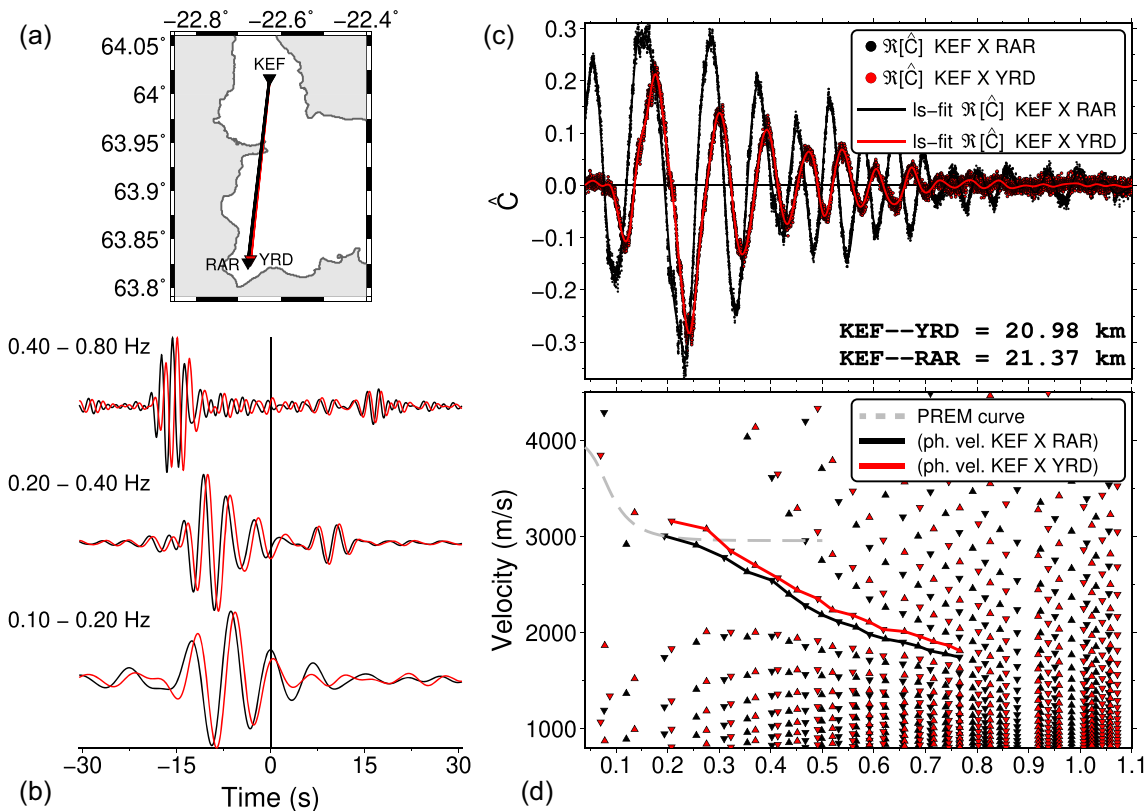 (a)
−22.8° −22.6° −22.4°
64.05°
64°
63.95°
63.9°
63.85°
63.8°
KEF
RAR YRD
0.40 − 0.80 Hz
0.20 − 0.40 Hz
0.10 − 0.20 Hz
−30 −15 0 15 30
(b) Time (s)
(c)
0.3
0.2
0.1
0.0
−0.1
−0.2
−0.3
Ĉ
ℜ[Ĉ] KEF X RAR
ℜ[Ĉ] KEF X YRD
ls−fit ℜ[Ĉ] KEF X RAR
ls−fit ℜ[Ĉ] KEF X YRD
KEF--YRD = 20.98 km
KEF--RAR = 21.37 km
4000
3000
2000
1000
Velocity (m/s)
PREM curve
(ph. vel. KEF X RAR)
(ph. vel. KEF X YRD)
0.1 0.2 0.3 0.4 0.5 0.6 0.7 0.8 0.9 1.0 1.1
(d)